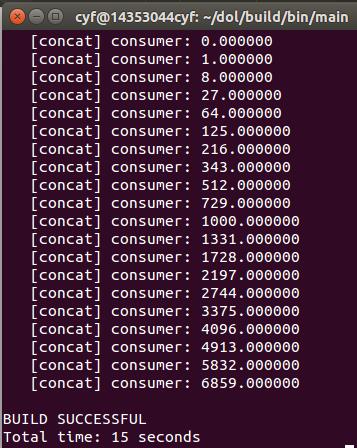 cyf@14353044cyf: ~/dol/build/bin/main
[concat] consumer: 0.000000
[concat] consumer: 1.000000
[concat] consumer: 8.000000
[concat] consumer: 27.000000
[concat] consumer: 64.000000
[concat] consumer: 125.000000
[concat] consumer: 216.000000
[concat] consumer: 343.000000
[concat] consumer: 512.000000
[concat] consumer: 729.000000
[concat] consumer: 1000.000000
[concat] consumer: 1331.000000
[concat] consumer: 1728.000000
[concat] consumer: 2197.000000
[concat] consumer: 2744.000000
[concat] consumer: 3375.000000
[concat] consumer: 4096.000000
[concat] consumer: 4913.000000
[concat] consumer: 5832.000000
[concat] consumer: 6859.000000
BUILD SUCCESSFUL
Total time: 15 seconds